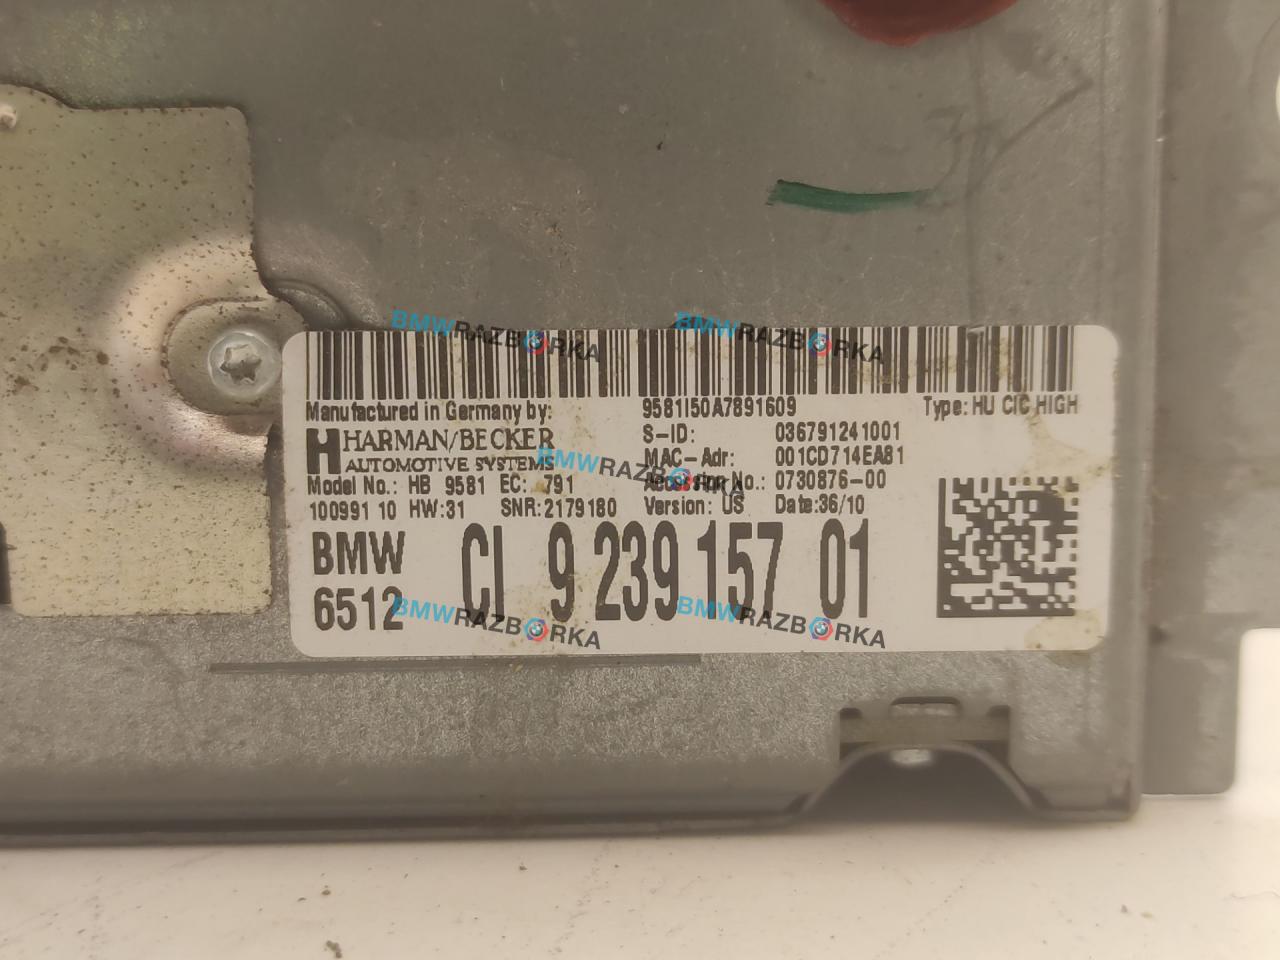 BMWRAZBORKA BMWRAZBORKA
Manufactured in Germany by: 9581I50A7891609 Type: HU CIC HIGH
HARMAN/BECKER S-ID: 036791241001
AUTOMOTIVE SYSTEMS MAC-Adr: 001CD714EA81
BMWRAZBORKA
Model No.: HB 9581 EC: 791 No.: 0730876-00
100991 10 HW:31 SNR:2179180 Version: US Date:36/10
BMW CI 9 239 157 01
6512
BMWRAZBORKA BMWRAZBORKA